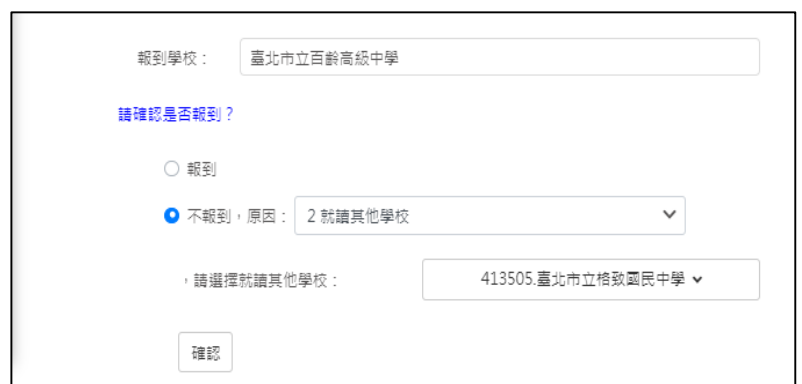 報到學校： 臺北市立百齡高級中學
請確認是否報到？
報到
不報到，原因： 2 就讀其他學校
，請選擇就讀其他學校： 413505.臺北市立格致國民中學
確認